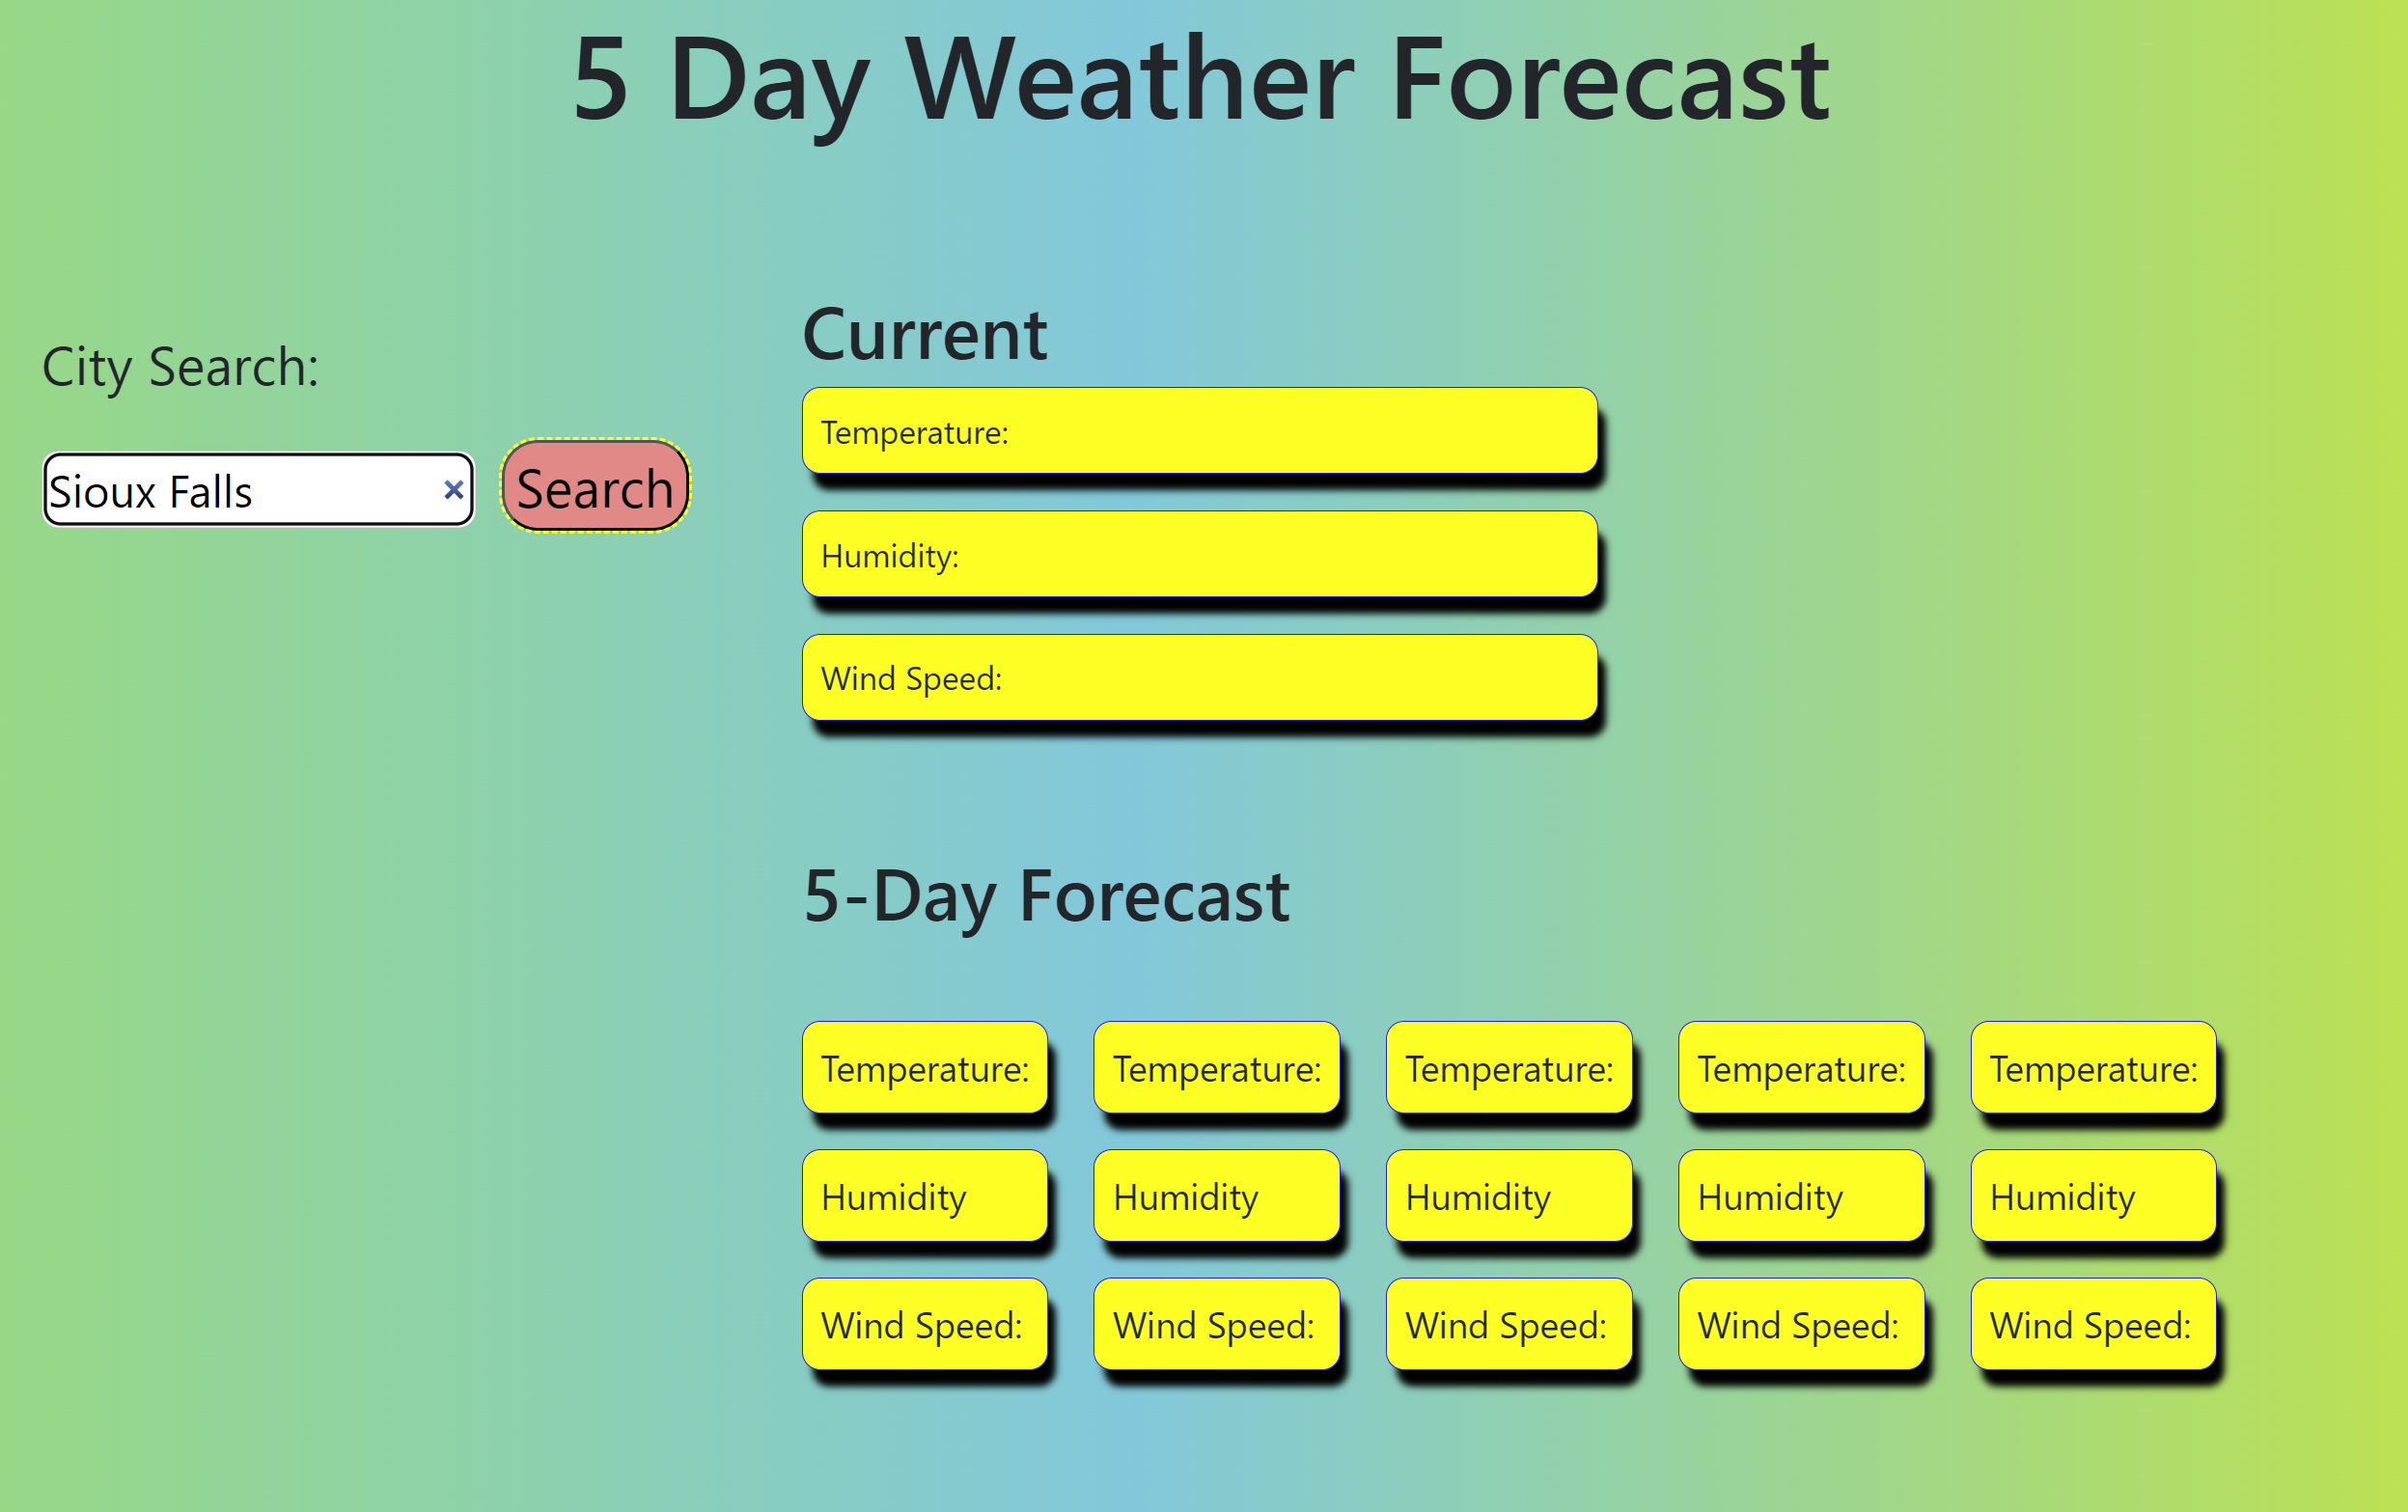 5 Day Weather Forecast
City Search:
Sioux Falls
Search
Current
Temperature:
Humidity:
Wind Speed:
5-Day Forecast
Temperature: Temperature: Temperature: Temperature: Temperature:
Humidity Humidity Humidity Humidity Humidity
Wind Speed: Wind Speed: Wind Speed: Wind Speed: Wind Speed: